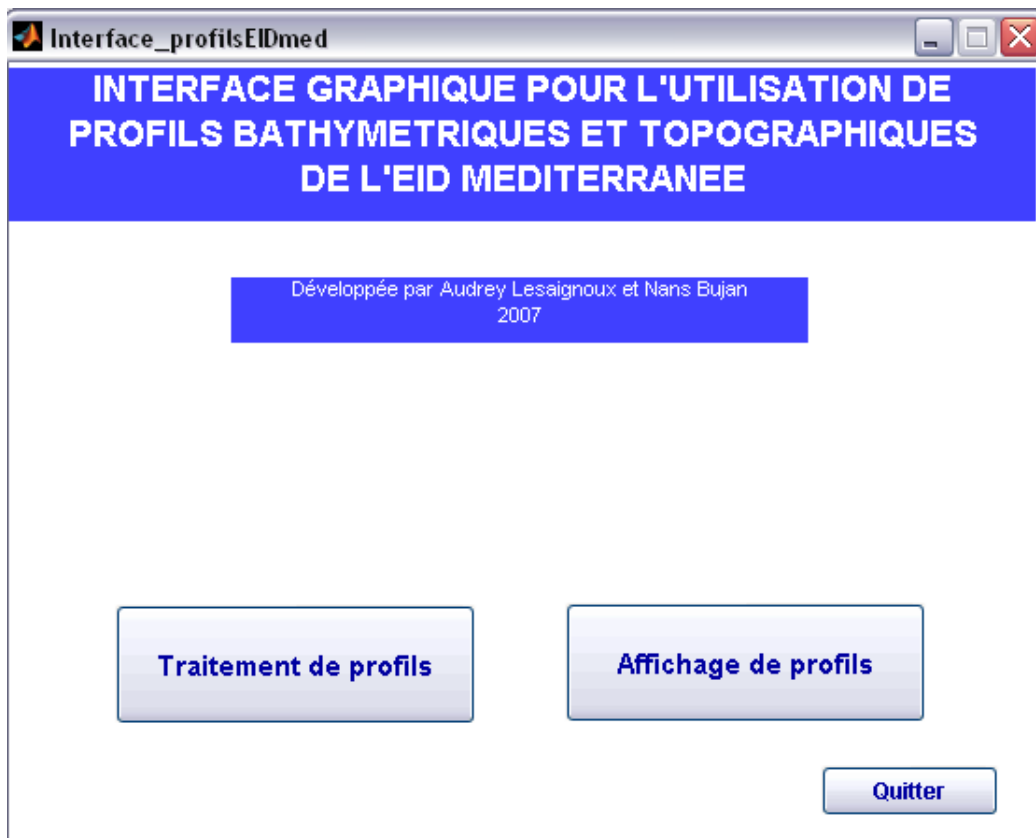 Interface_profilsEIDmed
INTERFACE GRAPHIQUE POUR L'UTILISATION DE
PROFILS BATHYMETRIQUES ET TOPOGRAPHIQUES
DE L'EID MEDITERRANEE
Développée par Audrey Lesaignoux et Nans Bujan
2007
Traitement de profils
Affichage de profils
Quitter